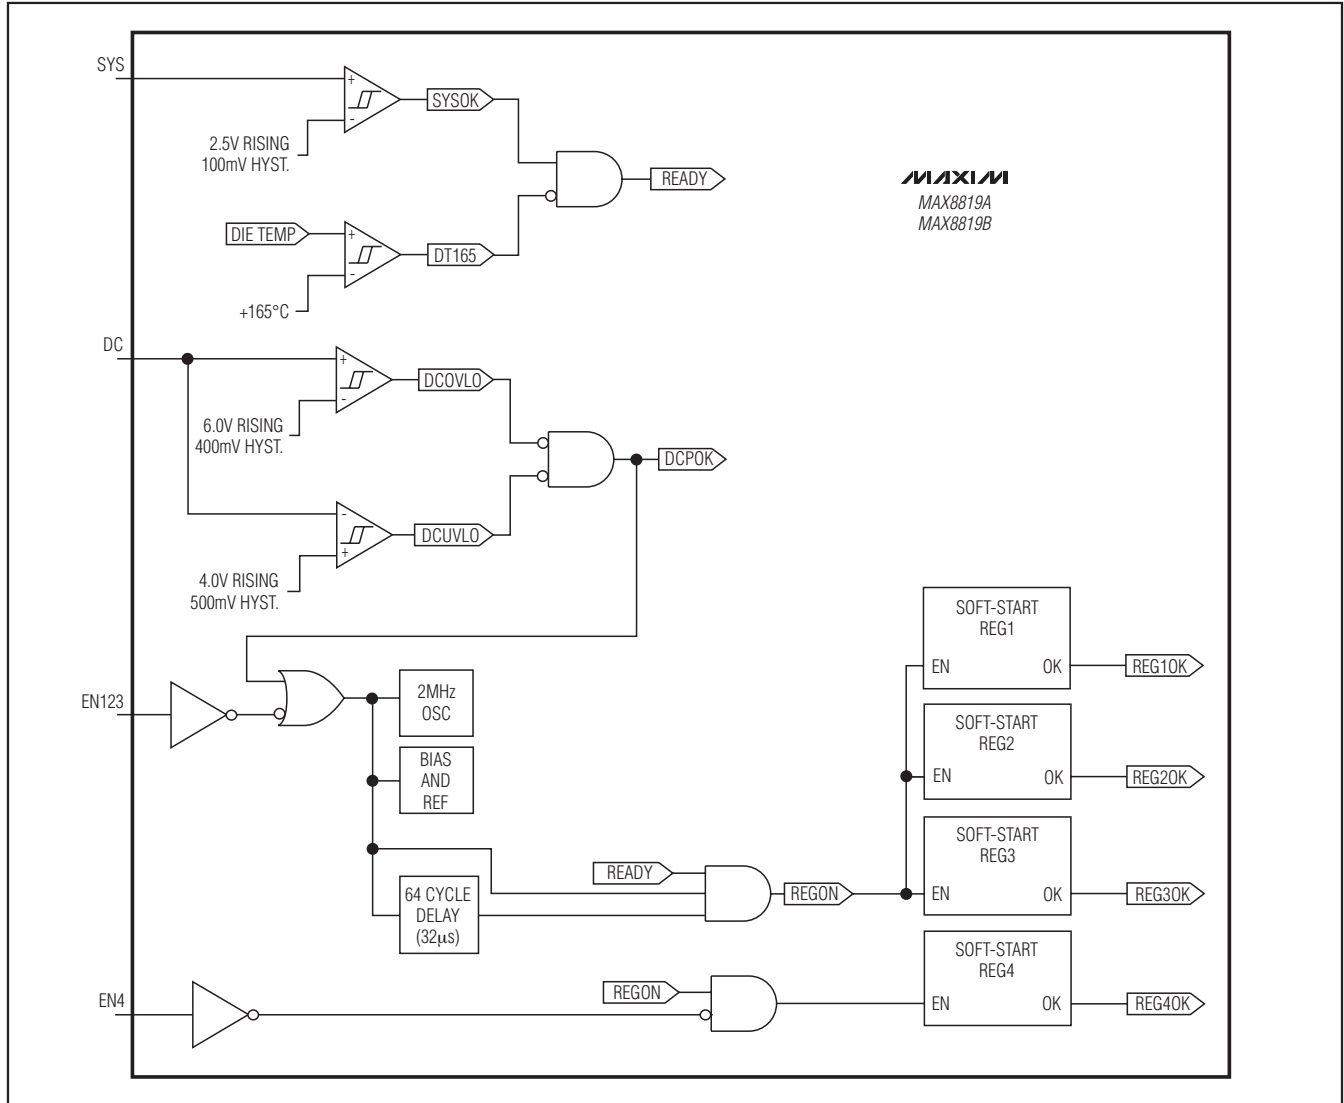 SYS
+
SYSOK
-
2.5V RISING
100mV HYST.
READY
MAXIM
MAX8819A
MAX8819B
DIE TEMP
+
DT165
-
+165°C
DC
+
DCOVLO
-
6.0V RISING
400mV HYST.
DCPOK
-
DCUVLO
+
4.0V RISING
500mV HYST.
SOFT-START
REG1
EN OK
REG1OK
EN123
2MHz
OSC
SOFT-START
REG2
EN OK
REG2OK
BIAS
AND
REF
SOFT-START
REG3
EN OK
REG3OK
READY
REGON
64 CYCLE
DELAY
(32µs)
SOFT-START
REG4
EN OK
REG4OK
REGON
EN4